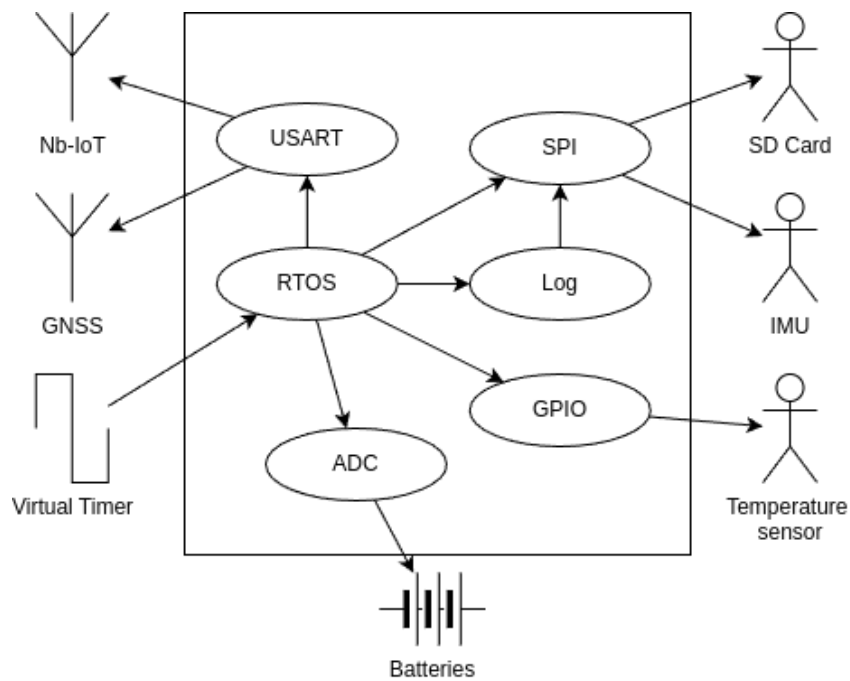 Nb-IoT
USART
SPI
SD Card
GNSS
RTOS
Log
IMU
Virtual Timer
ADC
GPIO
Temperature
sensor
Batteries